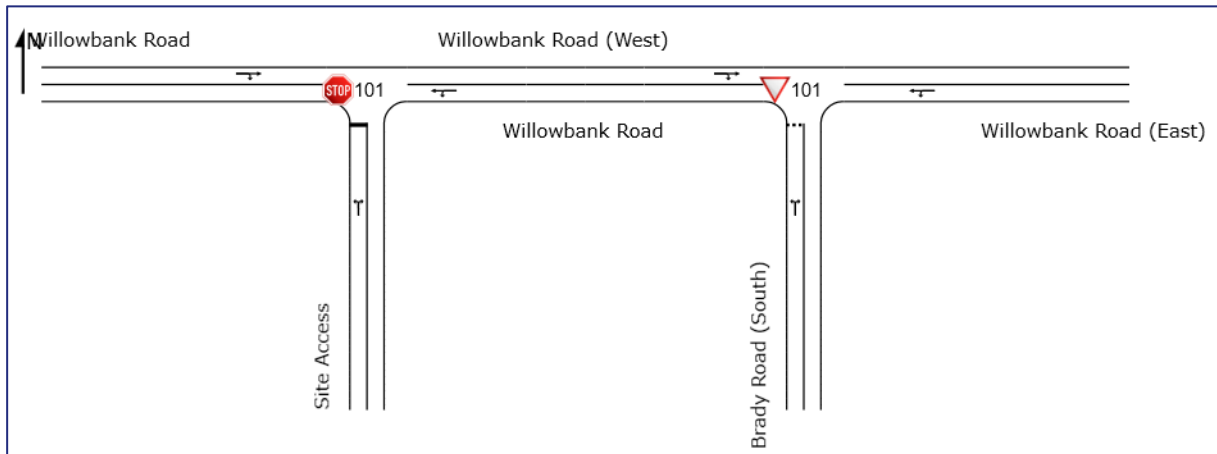 N
Willowbank Road
Willowbank Road (West)
STOP
101
101
Willowbank Road
Willowbank Road (East)
Site Access
Brady Road (South)